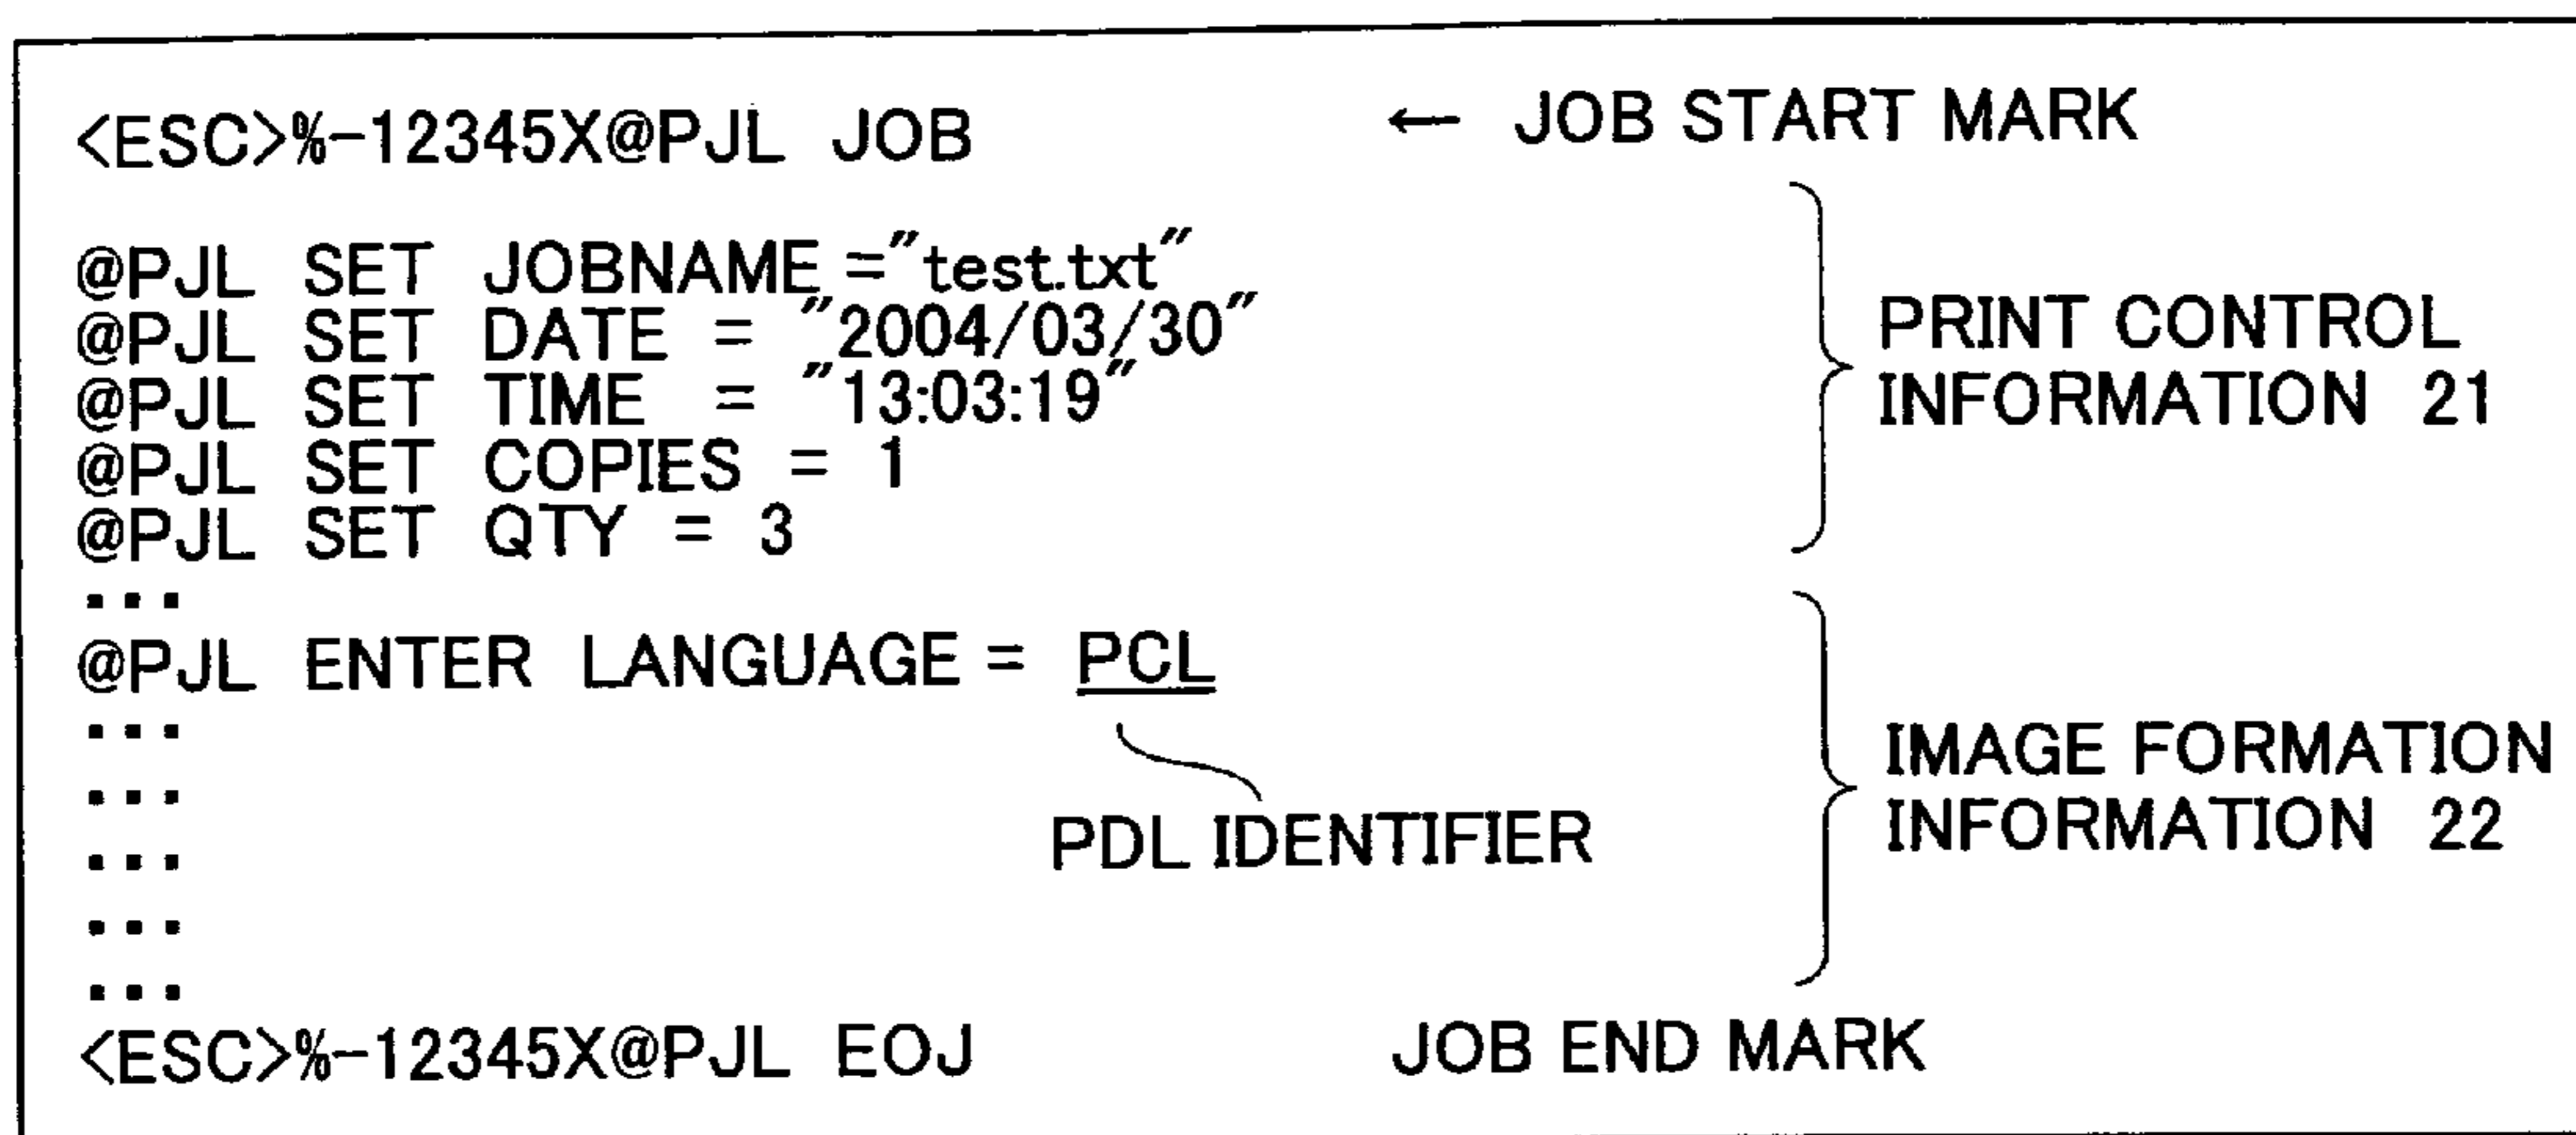 <ESC>%-12345X@PJL JOB ← JOB START MARK
@PJL SET JOBNAME ="test.txt"
@PJL SET DATE = "2004/03/30"
@PJL SET TIME = "13:03:19"
@PJL SET COPIES = 1
@PJL SET QTY = 3
PRINT CONTROL
INFORMATION 21
...
@PJL ENTER LANGUAGE = PCL
...
...
...
...
...
PDL IDENTIFIER
IMAGE FORMATION
INFORMATION 22
<ESC>%-12345X@PJL EOJ JOB END MARK